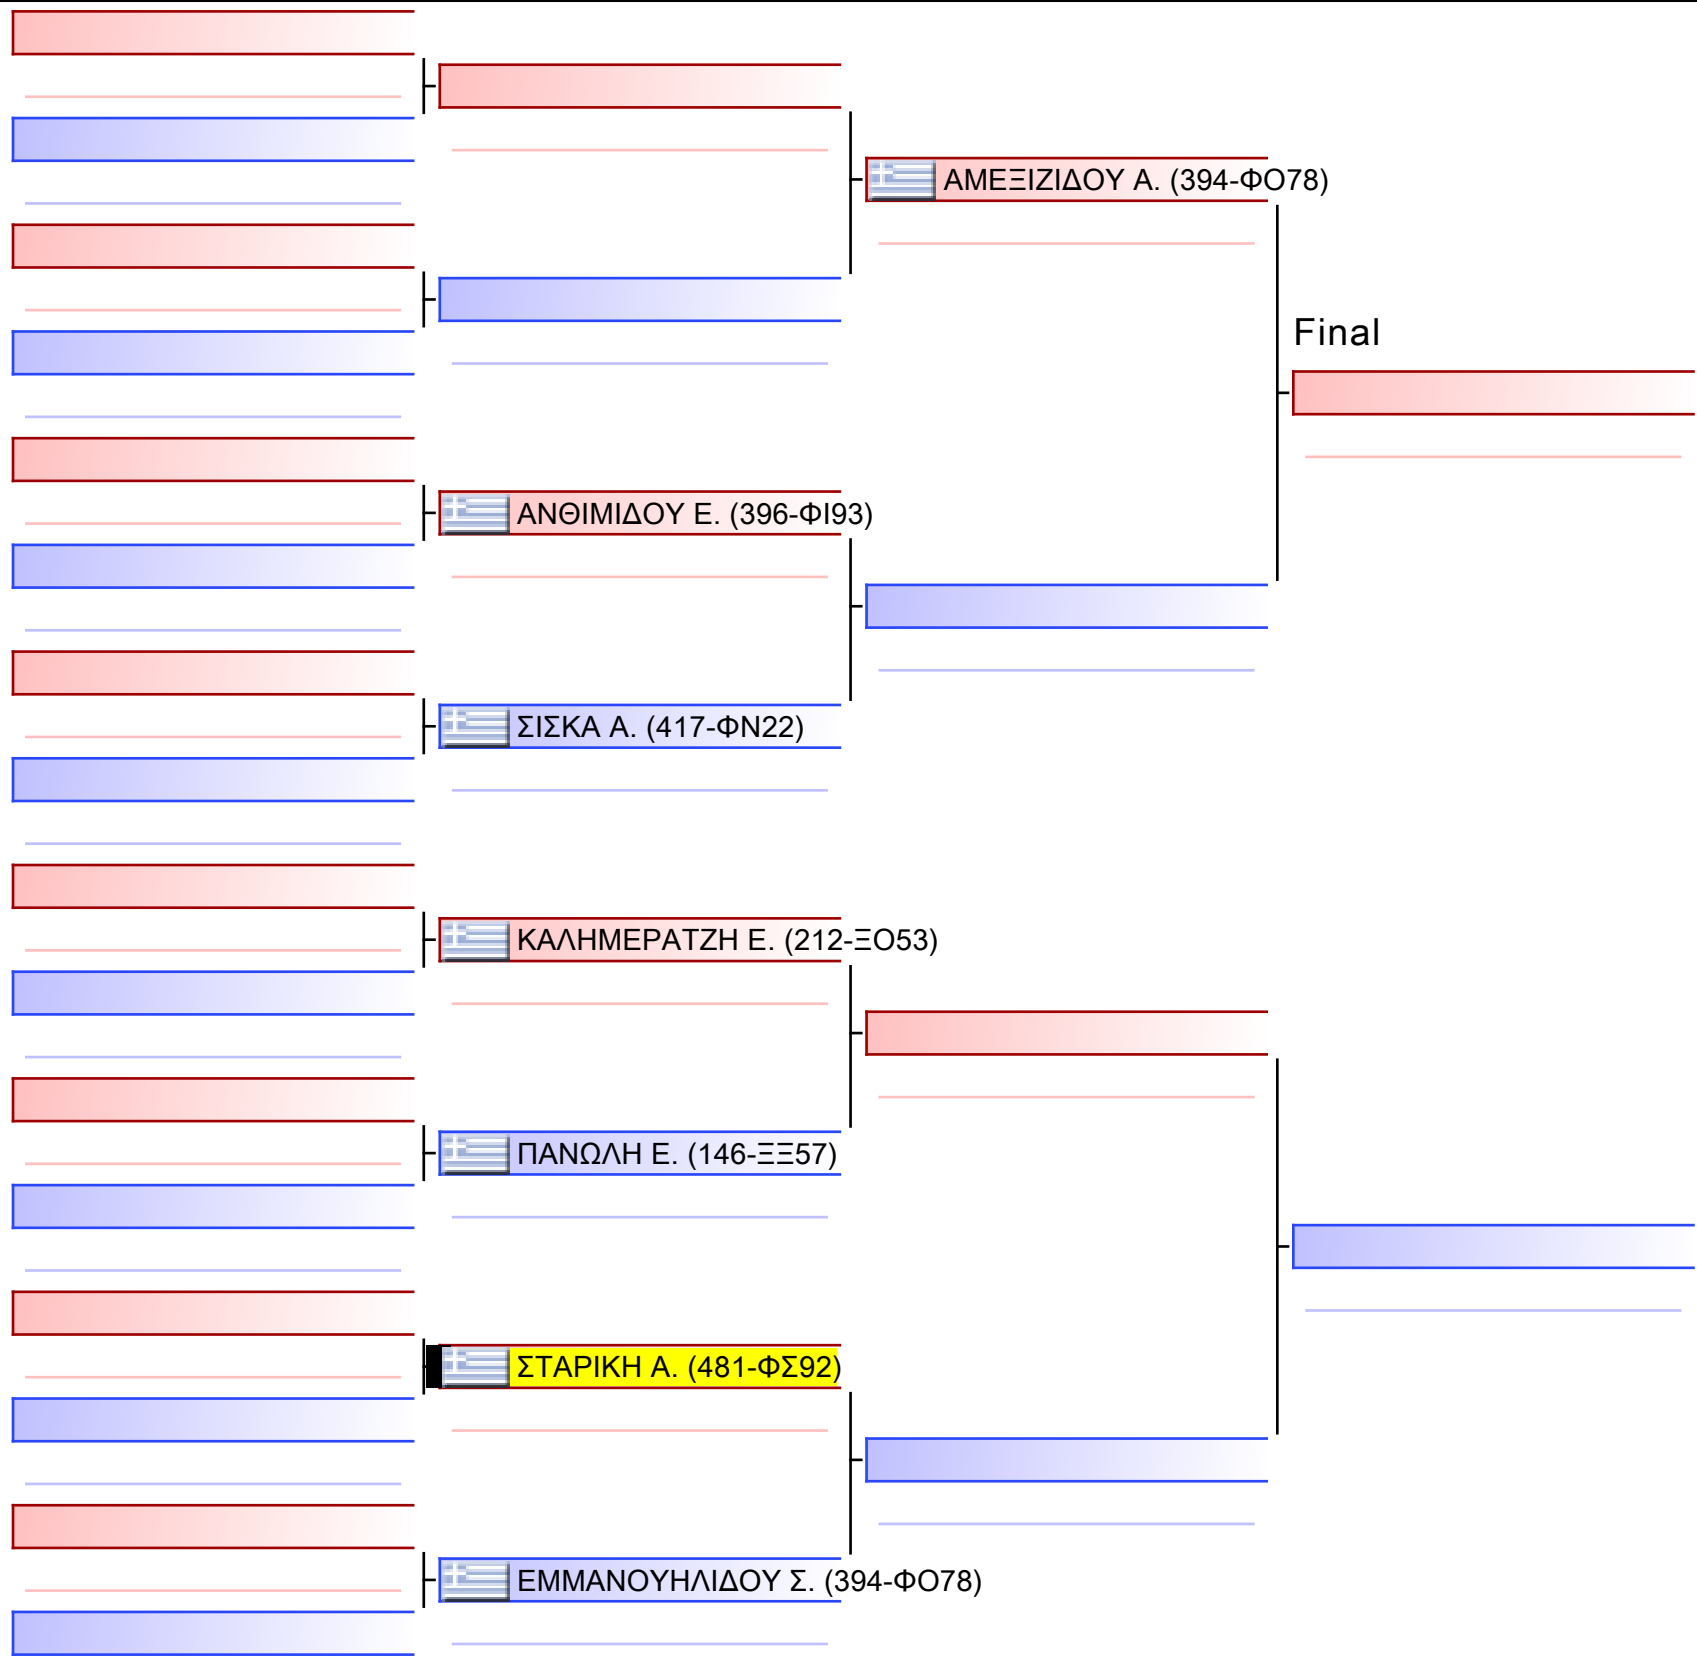 ΑΜΕΞΙΖΙΔΟΥ Α. (394-ΦΟ78)
Final
ΑΝΘΙΜΙΔΟΥ Ε. (396-ΦΙ93)
ΣΙΣΚΑ Α. (417-ΦΝ22)
ΚΑΛΗΜΕΡΑΤΖΗ Ε. (212-ΞΟ53)
ΠΑΝΩΛΗ Ε. (146-ΞΞ57)
ΣΤΑΡΙΚΗ Α. (481-ΦΣ92)
ΕΜΜΑΝΟΥΗΛΙΔΟΥ Σ. (394-ΦΟ78)